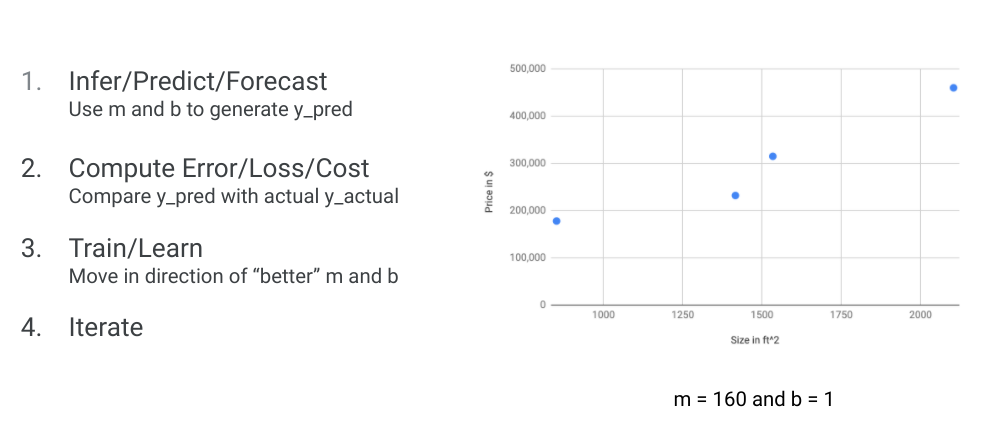 1. Infer/Predict/Forecast
Use m and b to generate y_pred
2. Compute Error/Loss/Cost
Compare y_pred with actual y_actual
3. Train/Learn
Move in direction of “better” m and b
4. Iterate
500,000
400,000
300,000
200,000
100,000
0
Price in $
1000 1250 1500 1750 2000
Size in ft^2
m = 160 and b = 1